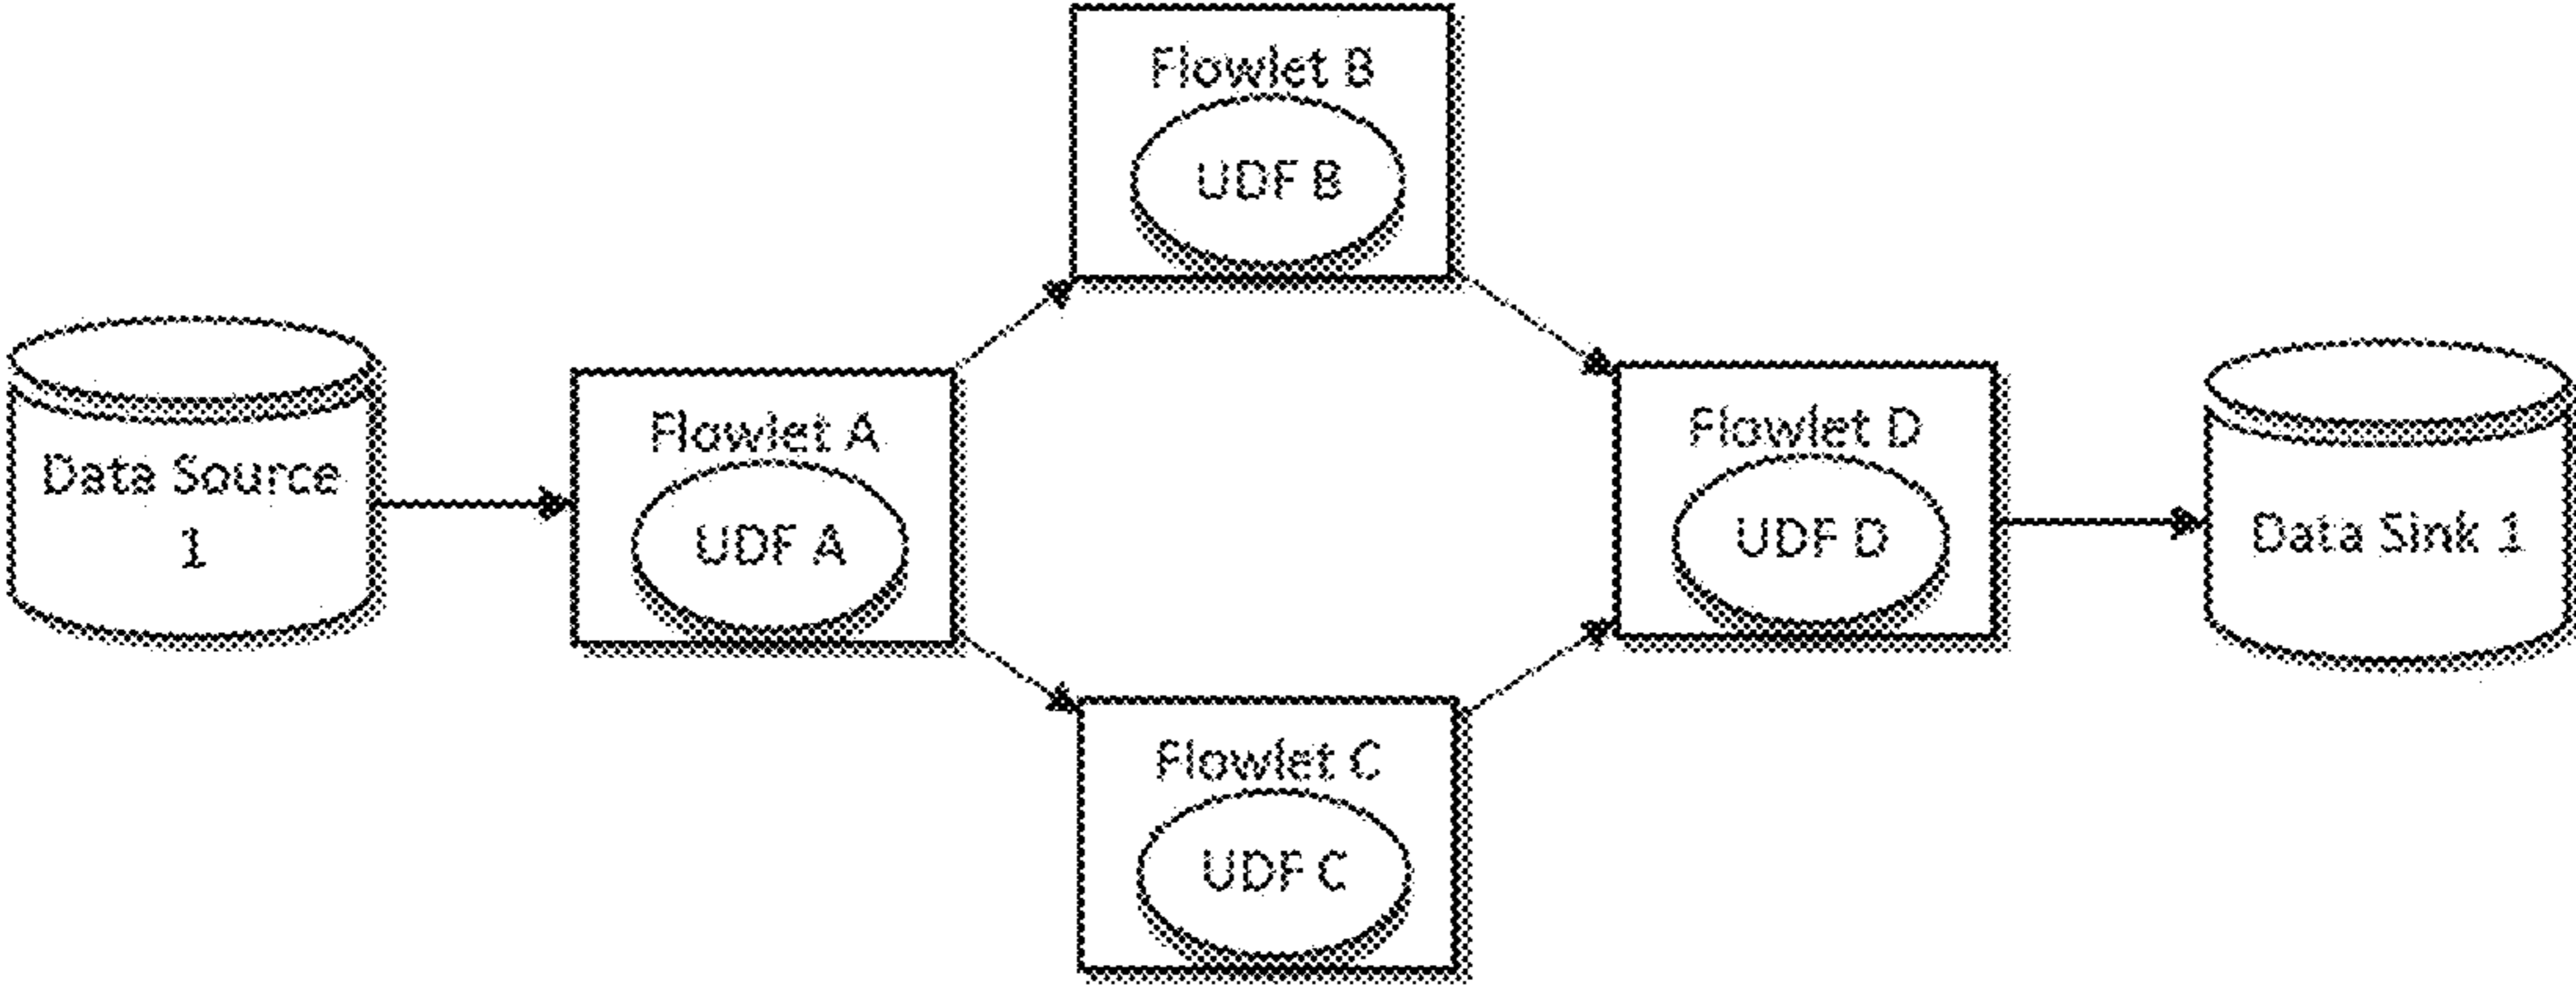 Flowlet B
UDF B
Data Source
1
Flowlet A
UDF A
Flowlet D
UDF D
Data Sink 1
Flowlet C
UDF C